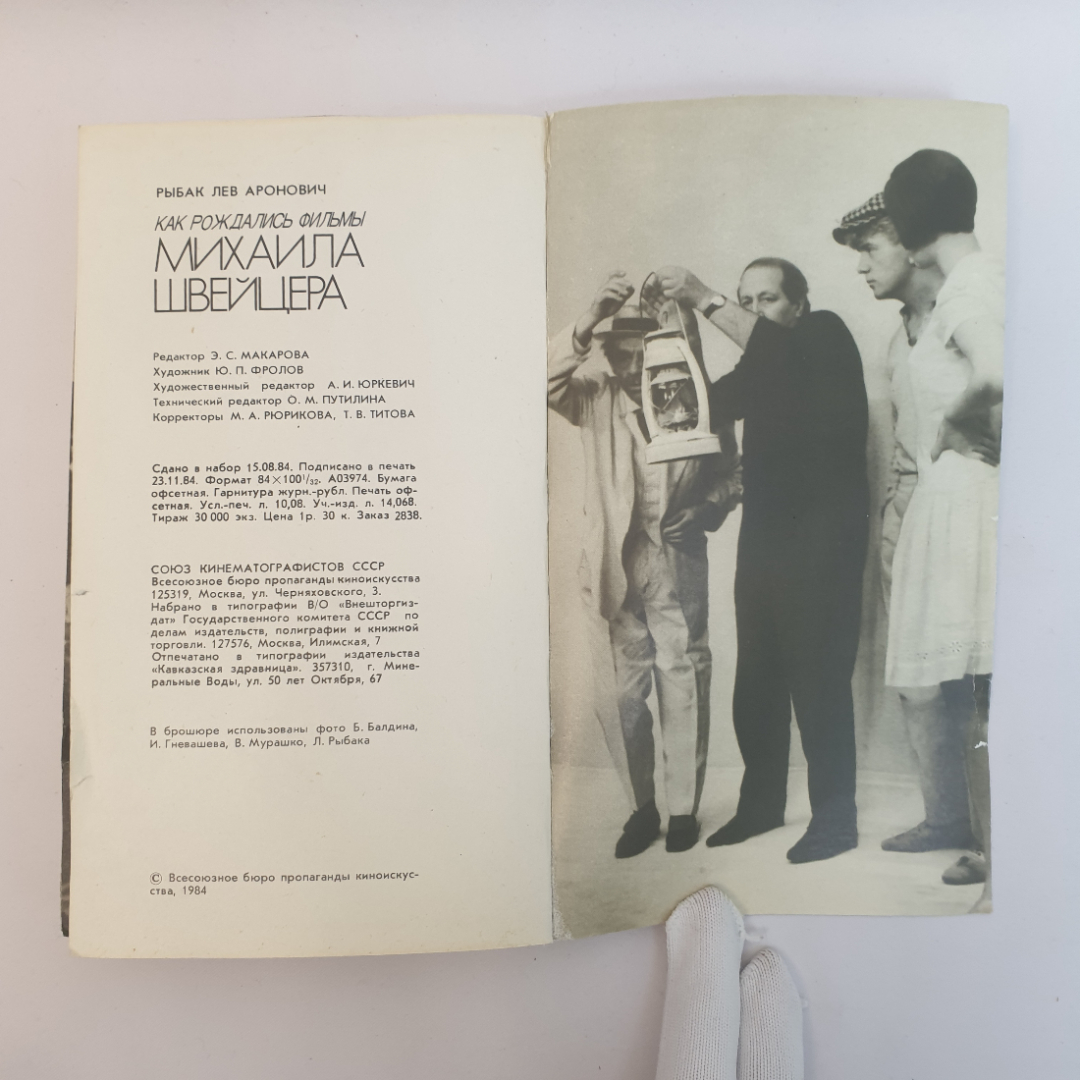 РЫБАК ЛЕВ АРОНОВИЧ
КАК РОЖДАЛИСЬ ФИЛЬМЫ
МИХАИЛА
ШВЕЙЦЕРА
Редактор Э. С. МАКАРОВА
Художник Ю. П. ФРОЛОВ
Художественный редактор А. И. ЮРКЕВИЧ
Технический редактор О. М. ПУТИЛИНА
Корректоры М. А. РЮРИКОВА, Т. В. ТИТОВА
Сдано в набор 15.08.84. Подписано в печать
23.11.84. Формат 84×100¹/₃₂. А03974. Бумага
офсетная. Гарнитура журн.-рубл. Печать оф-
сетная. Усл.-печ. л. 10,08. Уч.-изд. л. 14,068.
Тираж 30 000 экз. Цена 1р. 30 к. Заказ 2838.
СОЮЗ КИНЕМАТОГРАФИСТОВ СССР
Всесоюзное бюро пропаганды киноискусства
125319, Москва, ул. Черняховского, 3.
Набрано в типографии В/О «Внешторгиз-
дат» Государственного комитета СССР по
делам издательств, полиграфии и книжной
торговли. 127576, Москва, Илимская, 7
Отпечатано в типографии издательства
«Кавказская здравница». 357310, г. Мине-
ральные Воды, ул. 50 лет Октября, 67
В брошюре использованы фото Б. Балдина,
И. Гневашева, В. Мурашко, Л. Рыбака
© Всесоюзное бюро пропаганды киноискус-
ства, 1984